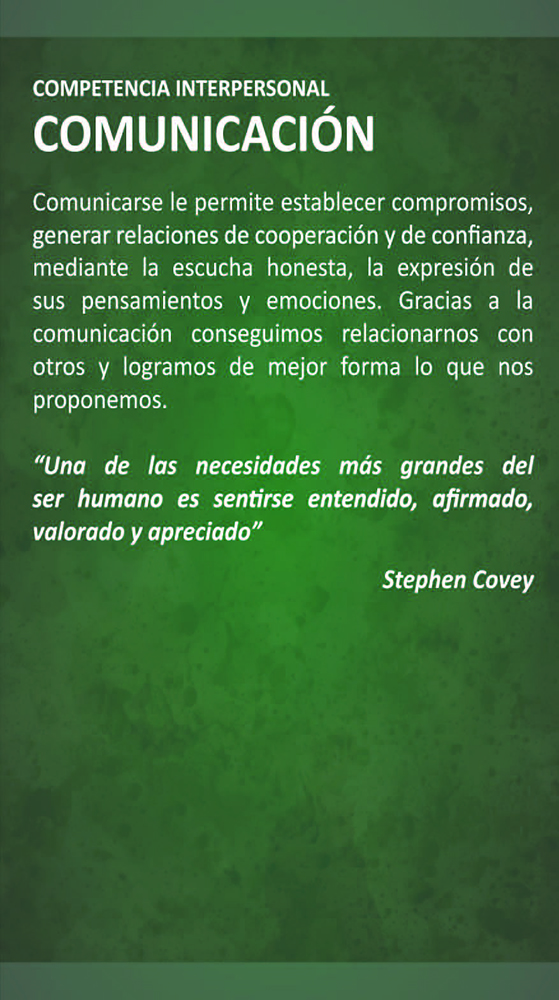 COMPETENCIA INTERPERSONAL
COMUNICACIÓN
Comunicarse le permite establecer compromisos,
generar relaciones de cooperación y de confianza,
mediante la escucha honesta, la expresión de
sus pensamientos y emociones. Gracias a la
comunicación conseguimos relacionarnos con
otros y logramos de mejor forma lo que nos
proponemos.
“Una de las necesidades más grandes del
ser humano es sentirse entendido, afirmado,
valorado y apreciado”
Stephen Covey